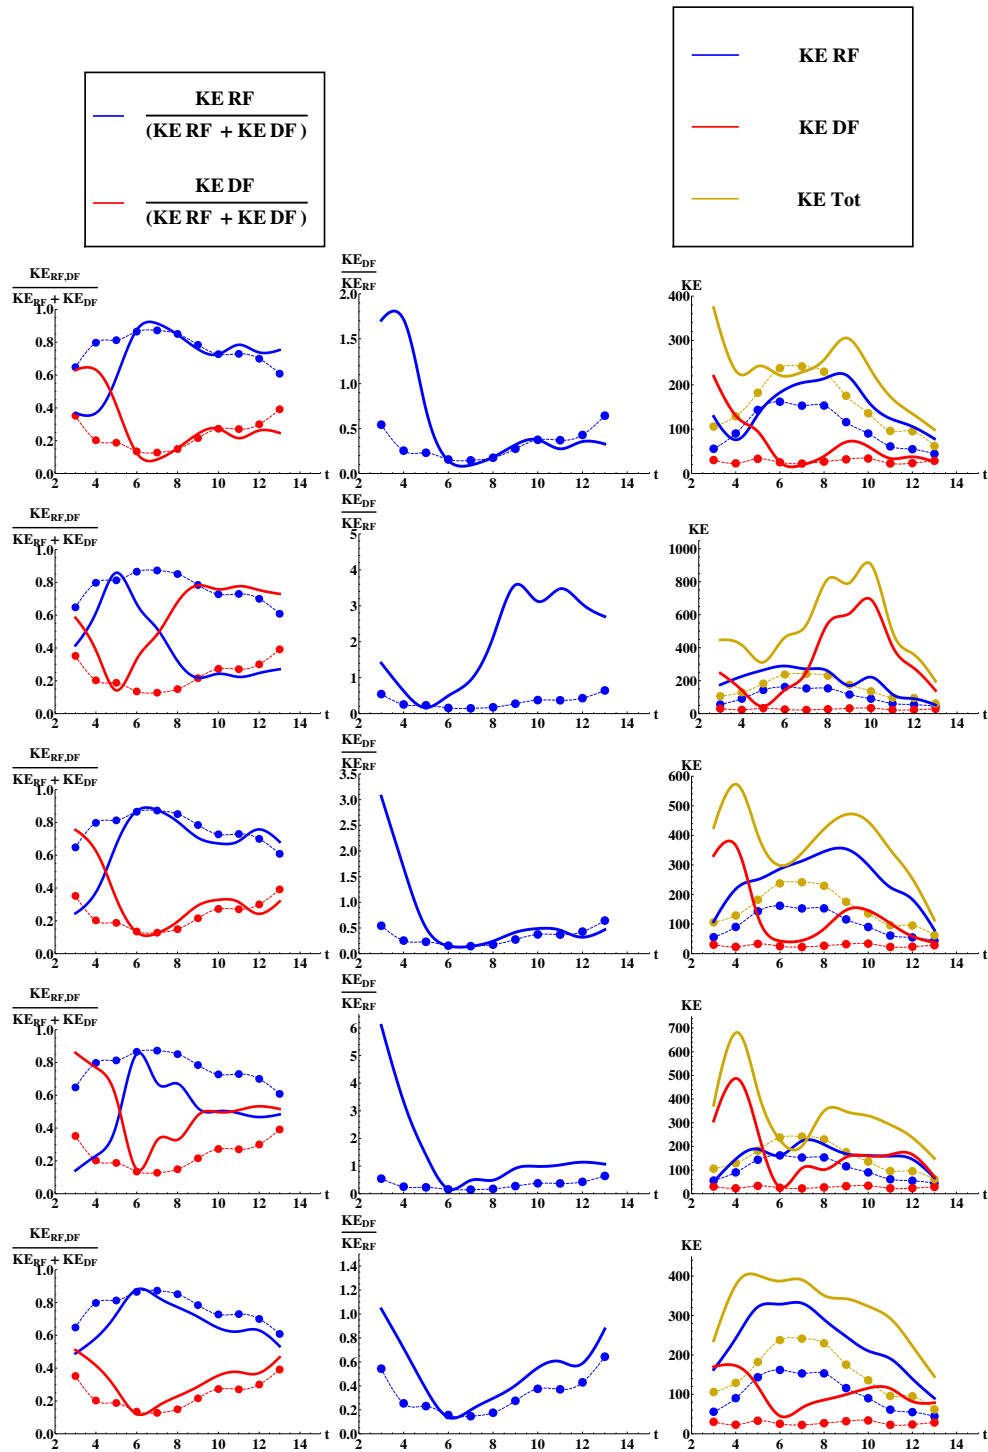 KE RF
(KE RF + KE DF)
KE DF
(KE RF + KE DF)
KE RF
KE DF
KE Tot
KE_RF,DF
KE_RF + KE_DF
1.0
0.8
0.6
0.4
0.2
0.0
2 4 6 8 10 12 14 t
KE_DF
KE_RF
2.0
1.5
1.0
0.5
0.0
2 4 6 8 10 12 14 t
KE
400
300
200
100
0
2 4 6 8 10 12 14 t
KE_RF,DF
KE_RF + KE_DF
1.0
0.8
0.6
0.4
0.2
0.0
2 4 6 8 10 12 14 t
KE_DF
KE_RF
5
4
3
2
1
0
2 4 6 8 10 12 14 t
KE
1000
800
600
400
200
0
2 4 6 8 10 12 14 t
KE_RF,DF
KE_RF + KE_DF
1.0
0.8
0.6
0.4
0.2
0.0
2 4 6 8 10 12 14 t
KE_DF
KE_RF
3.5
3.0
2.5
2.0
1.5
1.0
0.5
0.0
2 4 6 8 10 12 14 t
KE
600
500
400
300
200
100
0
2 4 6 8 10 12 14 t
KE_RF,DF
KE_RF + KE_DF
1.0
0.8
0.6
0.4
0.2
0.0
2 4 6 8 10 12 14 t
KE_DF
KE_RF
6
5
4
3
2
1
0
2 4 6 8 10 12 14 t
KE
700
600
500
400
300
200
100
0
2 4 6 8 10 12 14 t
KE_RF,DF
KE_RF + KE_DF
1.0
0.8
0.6
0.4
0.2
0.0
2 4 6 8 10 12 14 t
KE_DF
KE_RF
1.4
1.2
1.0
0.8
0.6
0.4
0.2
0.0
2 4 6 8 10 12 14 t
KE
400
300
200
100
0
2 4 6 8 10 12 14 t